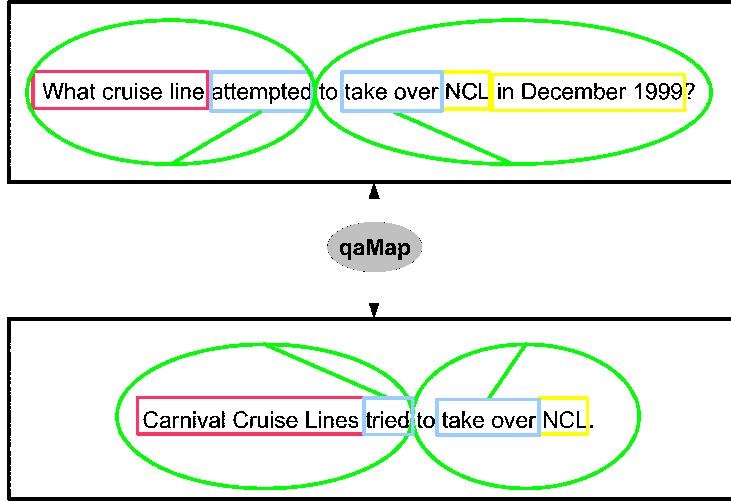 What cruise line attempted to take over NCL in December 1999?
qaMap
Carnival Cruise Lines tried to take over NCL.